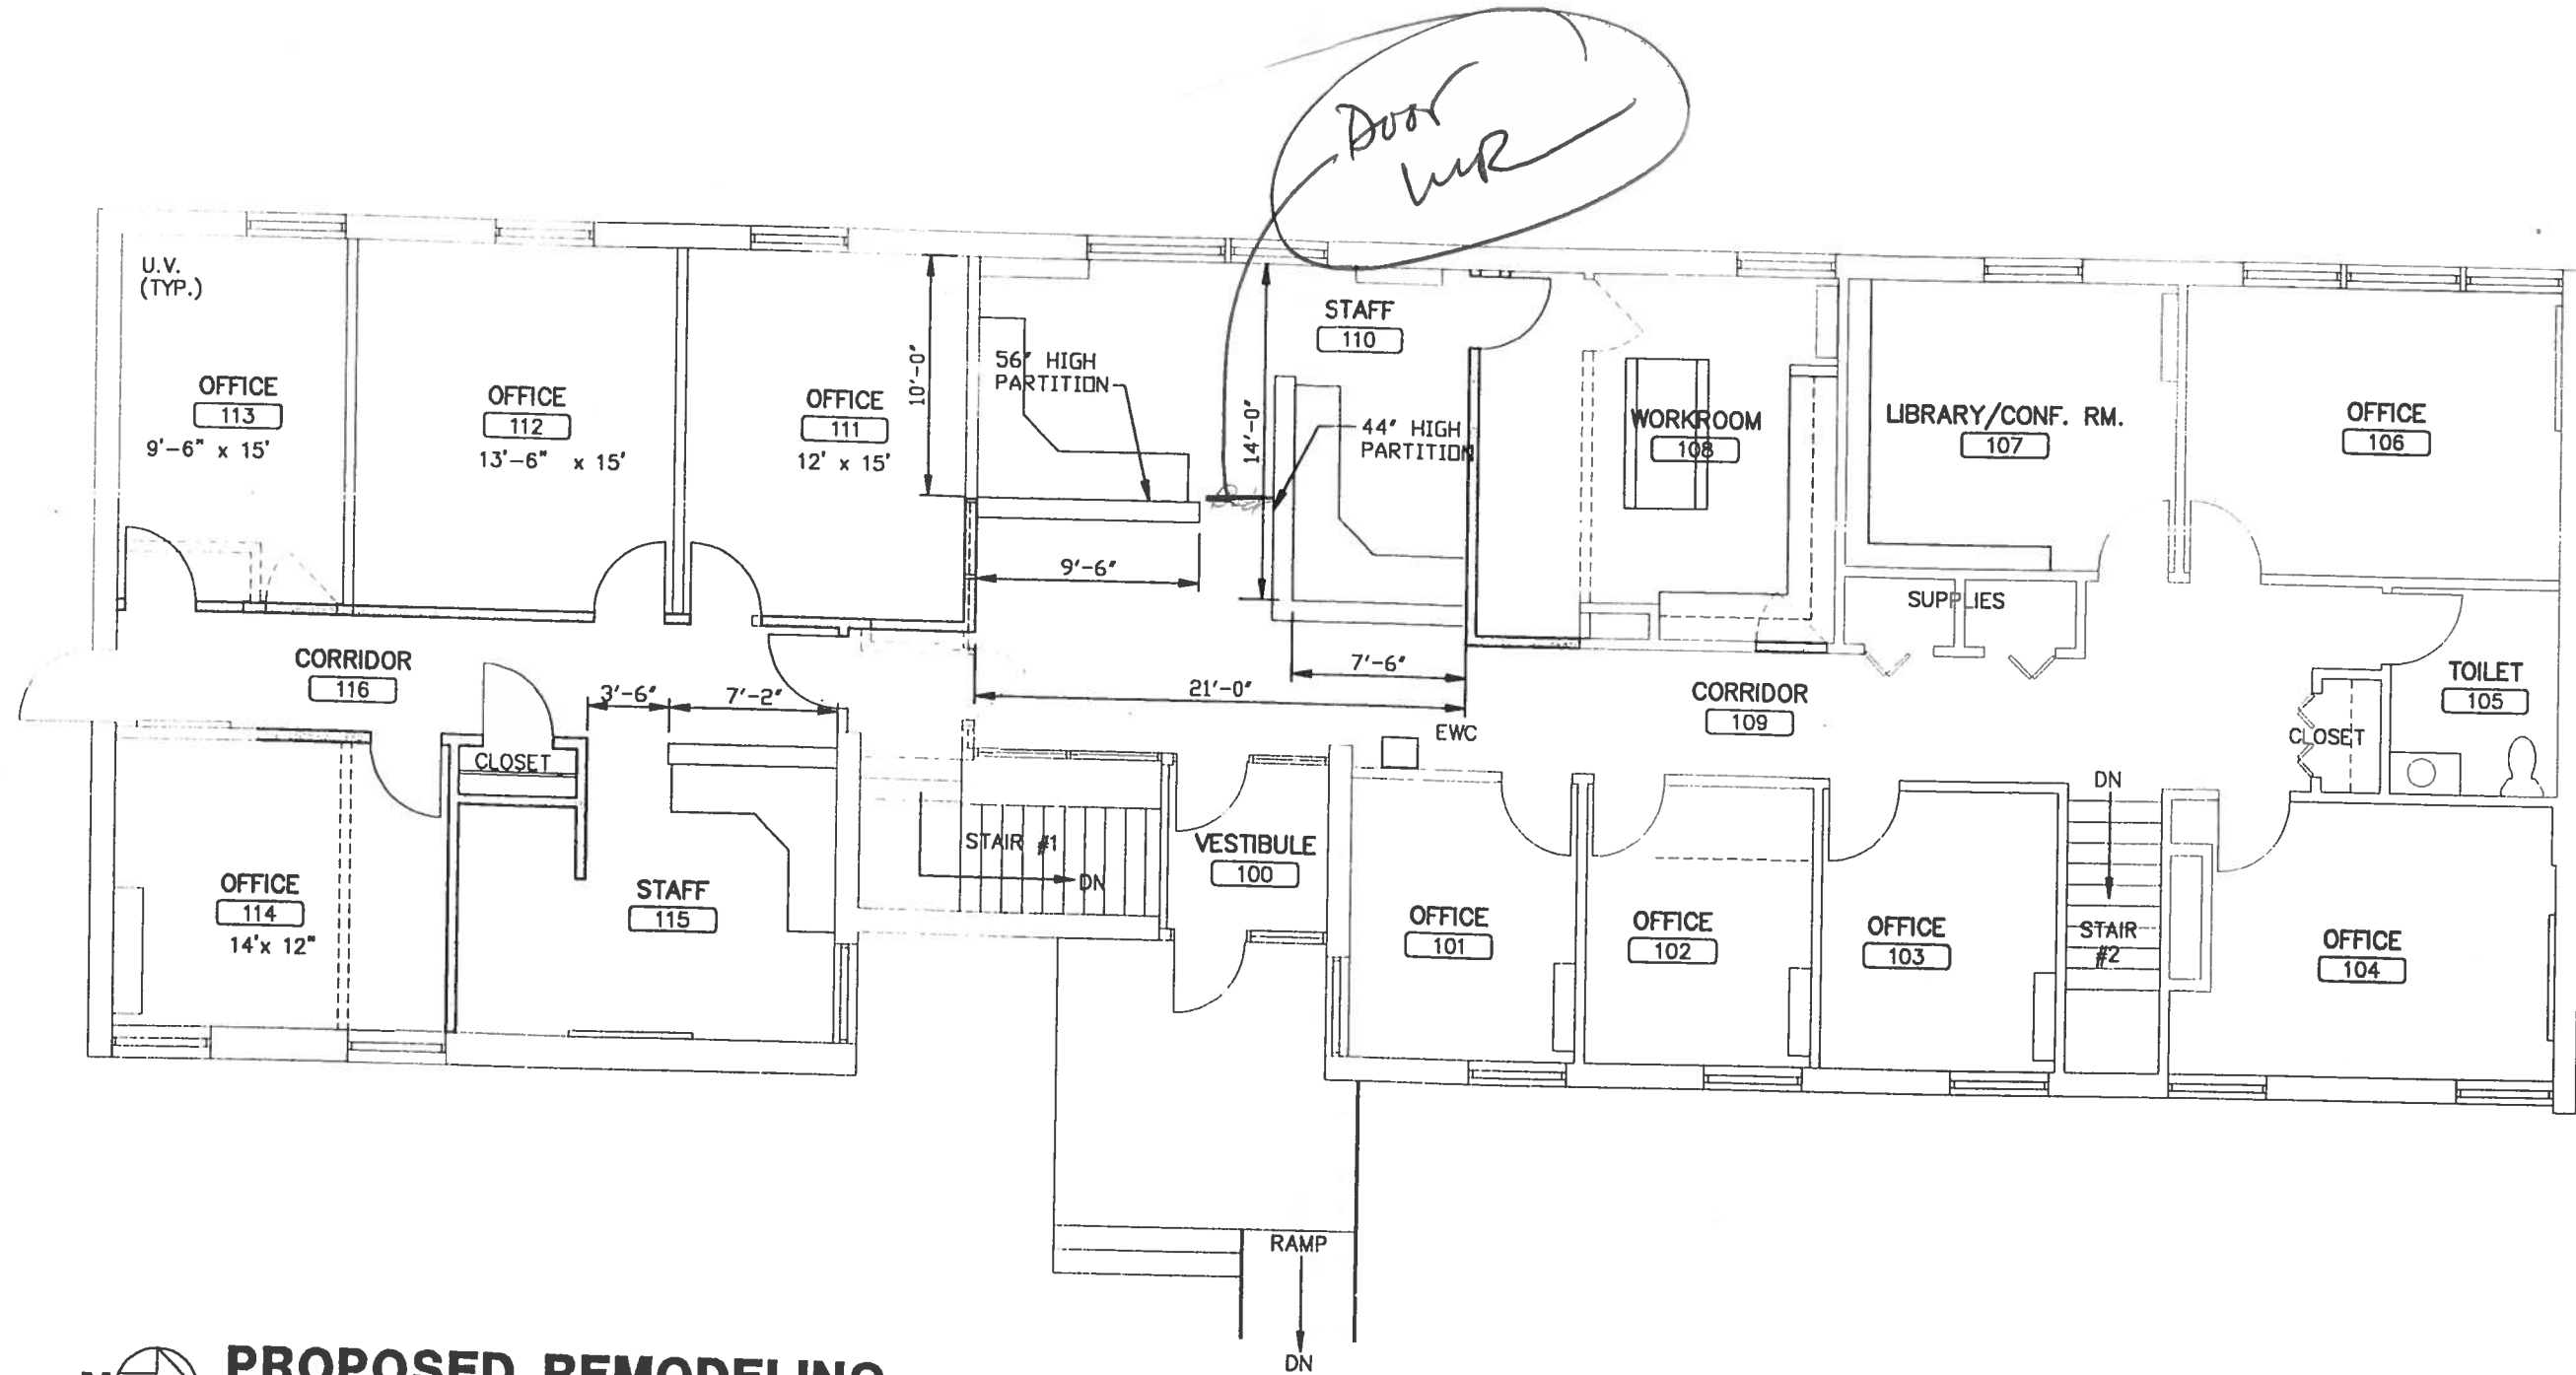 Door
U.V.
(TYP.)
OFFICE
113
9'-6" x 15'
OFFICE
112
13'-6" x 15'
OFFICE
111
12' x 15'
10'-0"
56" HIGH
PARTITION
STAFF
110
14'-0"
44" HIGH
PARTITION
9'-6"
WORKROOM
108
LIBRARY/CONF. RM.
107
OFFICE
106
SUPPLIES
CORRIDOR
116
3'-6"
7'-2"
21'-0"
7'-6"
EWC
CORRIDOR
109
TOILET
105
CLOSET
CLOSET
DN
OFFICE
114
14'x 12"
STAFF
115
STAIR #1
DN
VESTIBULE
100
OFFICE
101
OFFICE
102
OFFICE
103
STAIR
#2
OFFICE
104
RAMP
DN
PROPOSED REMODELING